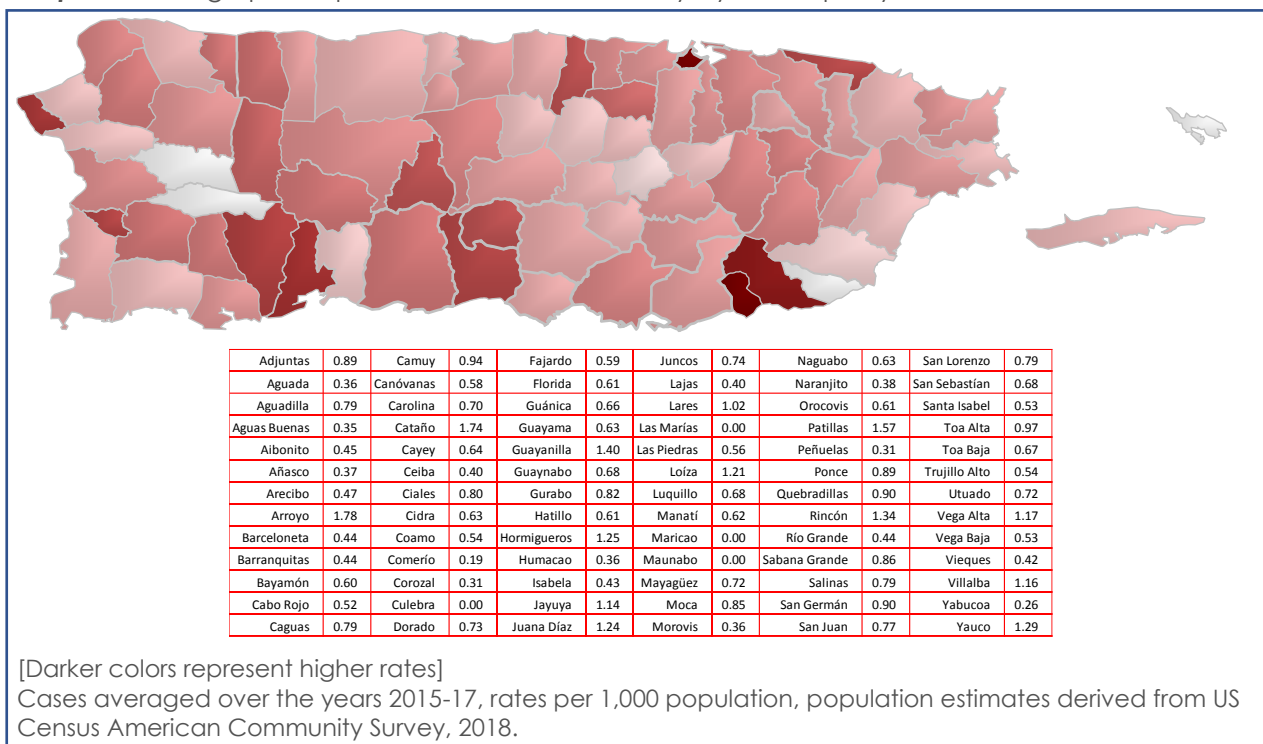 Adjuntas 0.89 Camuy 0.94 Fajardo 0.59 Juncos 0.74 Naguabo 0.63 San Lorenzo 0.79
Aguada 0.36 Canóvanas 0.58 Florida 0.61 Lajas 0.40 Naranjito 0.38 San Sebastían 0.68
Aguadilla 0.79 Carolina 0.70 Guánica 0.66 Lares 1.02 Orocovis 0.61 Santa Isabel 0.53
Aguas Buenas 0.35 Cataño 1.74 Guayama 0.63 Las Marías 0.00 Patillas 1.57 Toa Alta 0.97
Aibonito 0.45 Cayey 0.64 Guayanilla 1.40 Las Piedras 0.56 Peñuelas 0.31 Toa Baja 0.67
Añasco 0.37 Ceiba 0.40 Guaynabo 0.68 Loíza 1.21 Ponce 0.89 Trujillo Alto 0.54
Arecibo 0.47 Ciales 0.80 Gurabo 0.82 Luquillo 0.68 Quebradillas 0.90 Utuado 0.72
Arroyo 1.78 Cidra 0.63 Hatillo 0.61 Manatí 0.62 Rincón 1.34 Vega Alta 1.17
Barceloneta 0.44 Coamo 0.54 Hormigueros 1.25 Maricao 0.00 Río Grande 0.44 Vega Baja 0.53
Barranquitas 0.44 Comerío 0.19 Humacao 0.36 Maunabo 0.00 Sabana Grande 0.86 Vieques 0.42
Bayamón 0.60 Corozal 0.31 Isabela 0.43 Mayagüez 0.72 Salinas 0.79 Villalba 1.16
Cabo Rojo 0.52 Culebra 0.00 Jayuya 1.14 Moca 0.85 San Germán 0.90 Yabucoa 0.26
Caguas 0.79 Dorado 0.73 Juana Díaz 1.24 Morovis 0.36 San Juan 0.77 Yauco 1.29
[Darker colors represent higher rates]
Cases averaged over the years 2015-17, rates per 1,000 population, population estimates derived from US
Census American Community Survey, 2018.